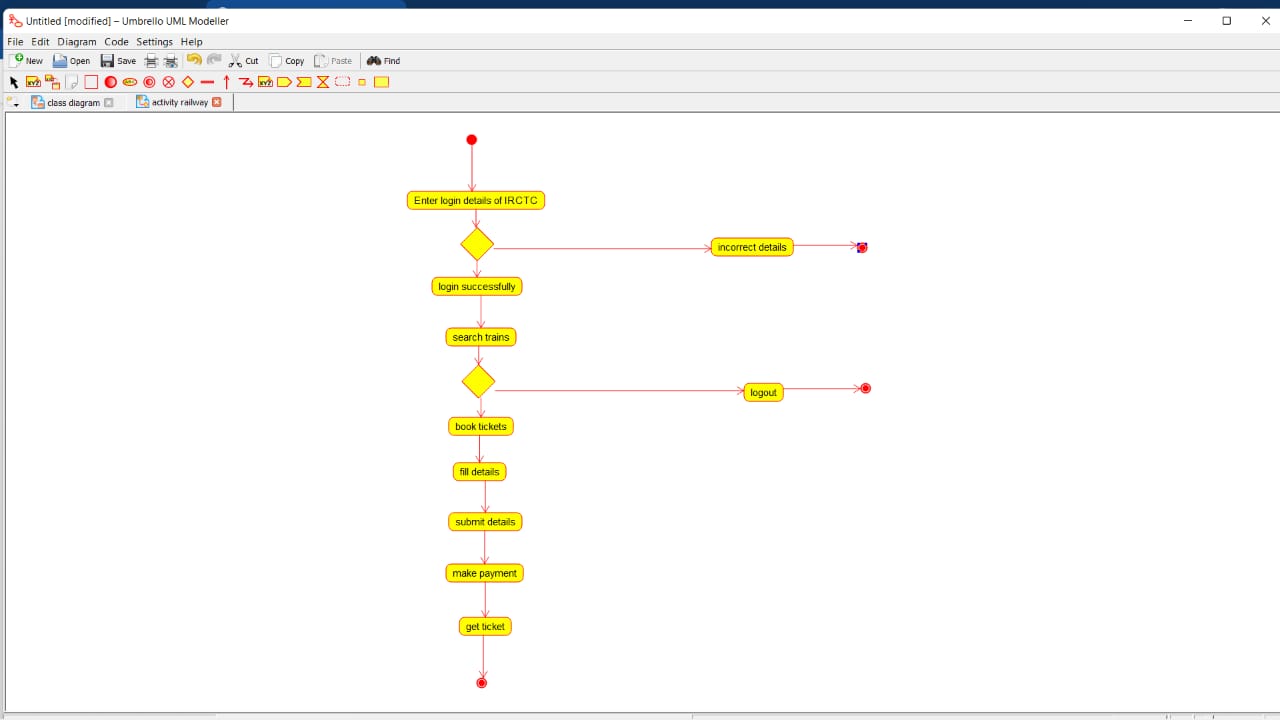 Untitled [modified] – Umbrello UML Modeller
File Edit Diagram Code Settings Help
New Open Save Cut Copy Paste Find
class diagram activity railway
Enter login details of IRCTC
incorrect details
login successfully
search trains
logout
book tickets
fill details
submit details
make payment
get ticket